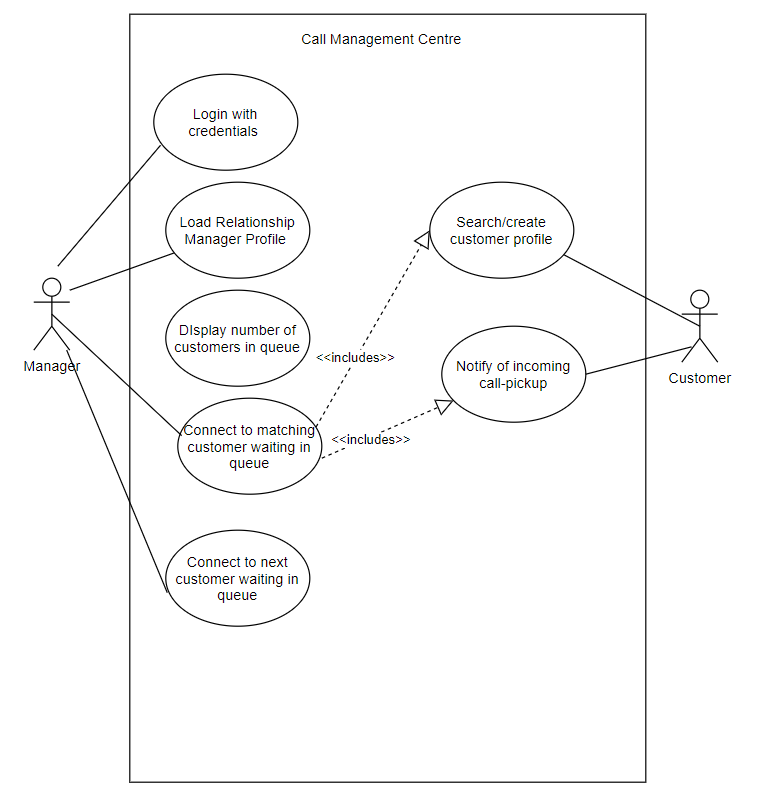 Call Management Centre
Login with
credentials
Load Relationship
Manager Profile
Search/create
customer profile
DIsplay number of
customers in queue
<<includes>>
Manager
Notify of incoming
call-pickup
Customer
Connect to matching
customer waiting in
queue
<<includes>>
Connect to next
customer waiting in
queue